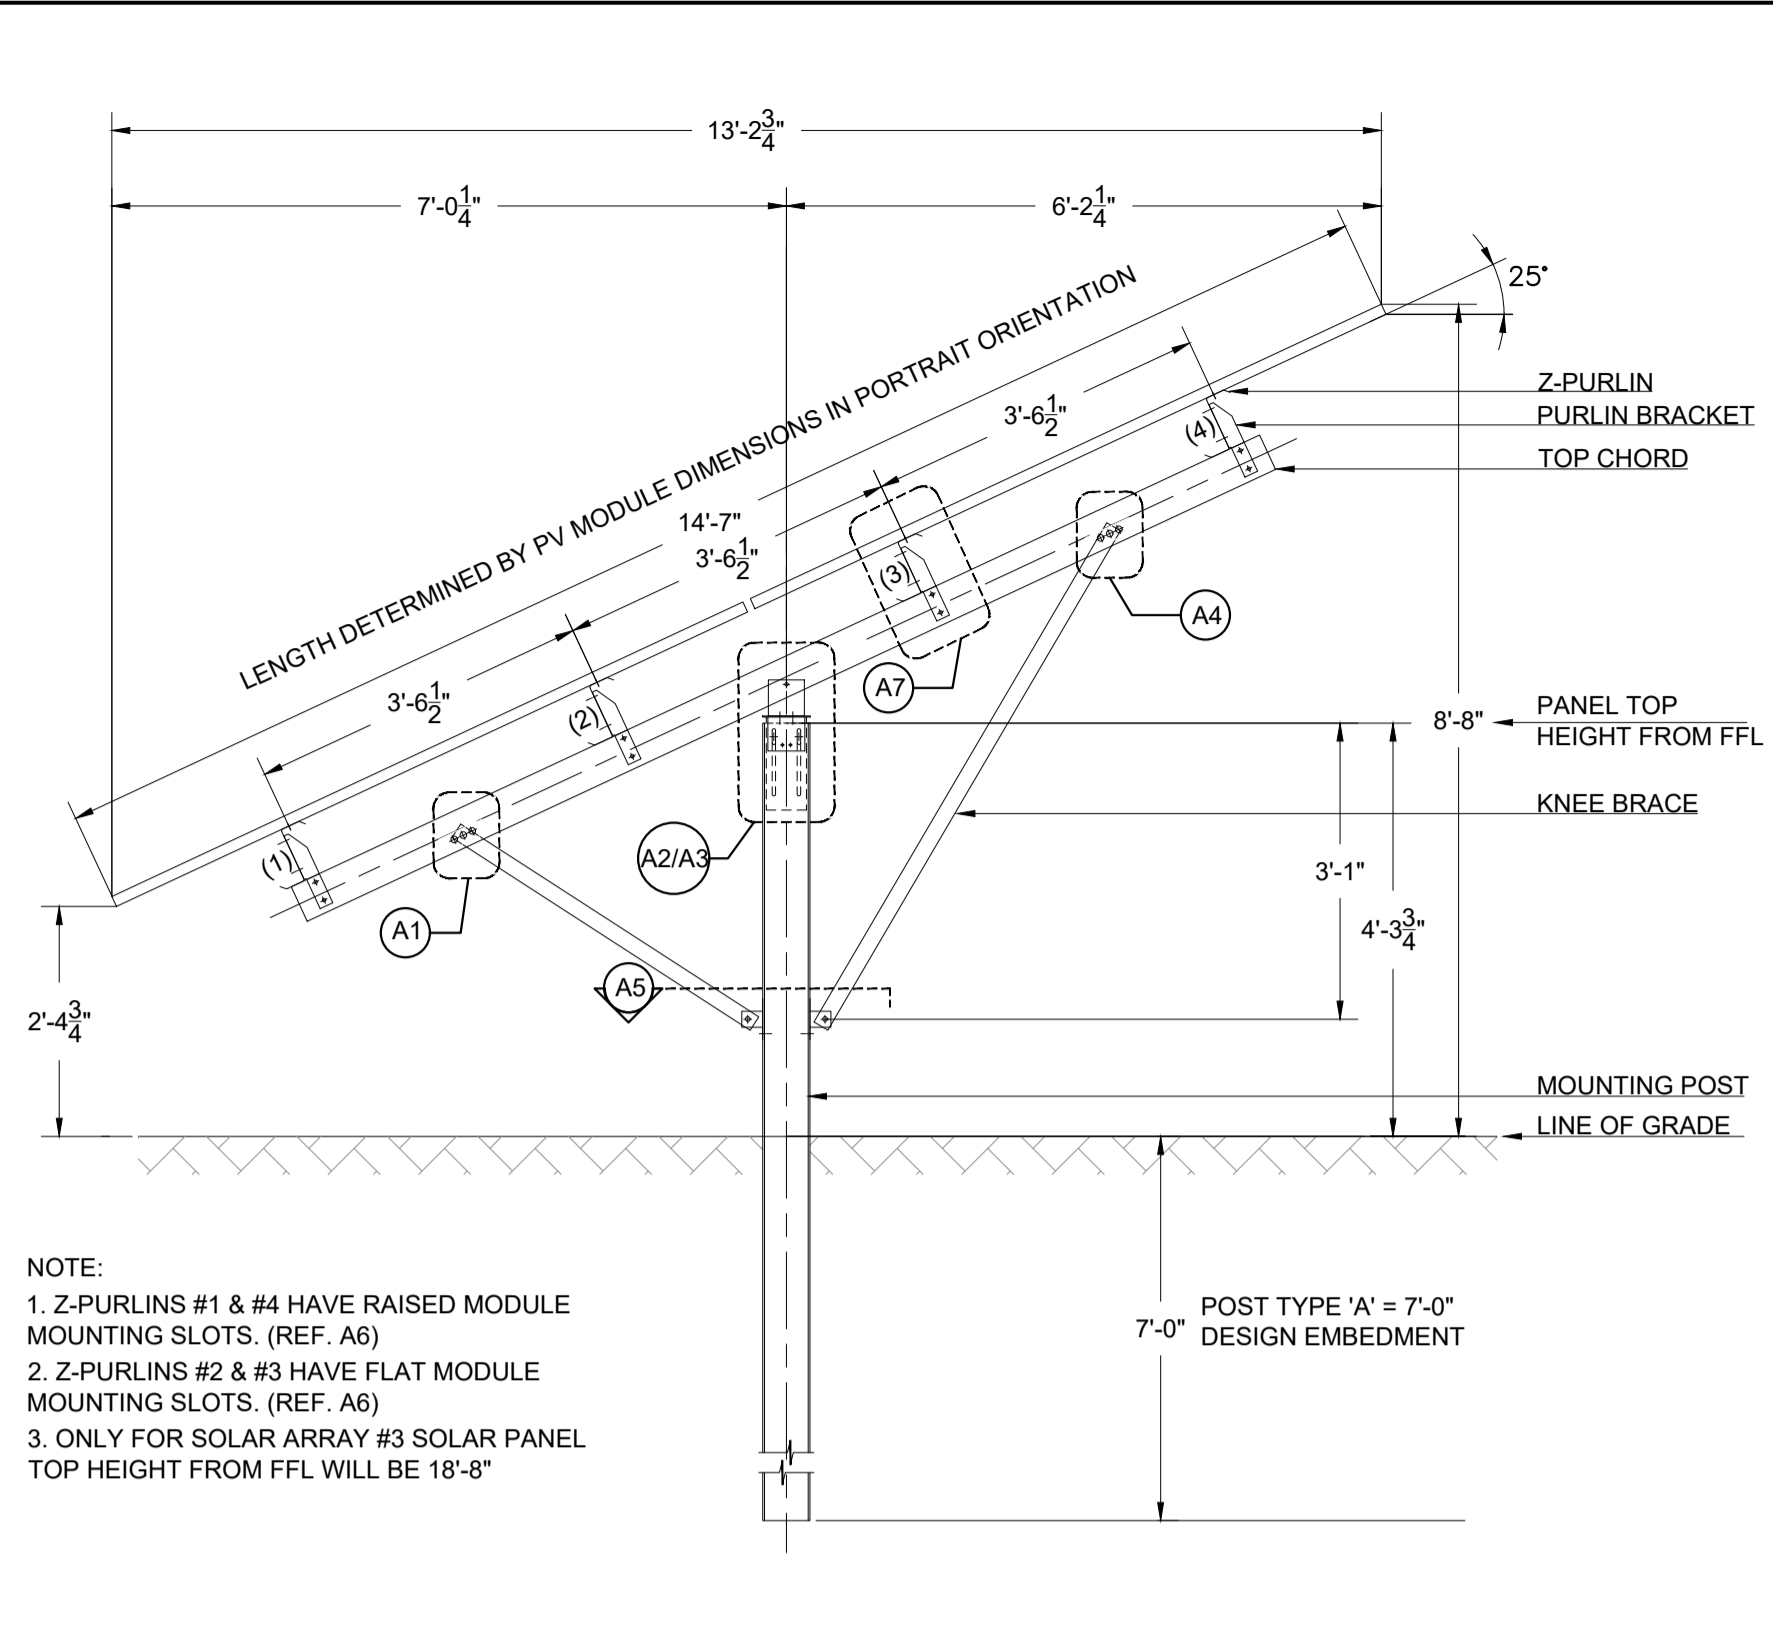 13'-2 3/4"
7'-0 1/4"
6'-2 1/4"
25°
LENGTH DETERMINED BY PV MODULE DIMENSIONS IN PORTRAIT ORIENTATION
14'-7"
3'-6 1/2"
3'-6 1/2"
3'-6 1/2"
(1)
(2)
(3)
(4)
Z-PURLIN
PURLIN BRACKET
TOP CHORD
A4
A7
A2/A3
A1
A5
8'-8"
PANEL TOP
HEIGHT FROM FFL
KNEE BRACE
3'-1"
4'-3 3/4"
2'-4 3/4"
MOUNTING POST
LINE OF GRADE
7'-0"
POST TYPE 'A' = 7'-0"
DESIGN EMBEDMENT
NOTE:
1. Z-PURLINS #1 & #4 HAVE RAISED MODULE
MOUNTING SLOTS. (REF. A6)
2. Z-PURLINS #2 & #3 HAVE FLAT MODULE
MOUNTING SLOTS. (REF. A6)
3. ONLY FOR SOLAR ARRAY #3 SOLAR PANEL
TOP HEIGHT FROM FFL WILL BE 18'-8"